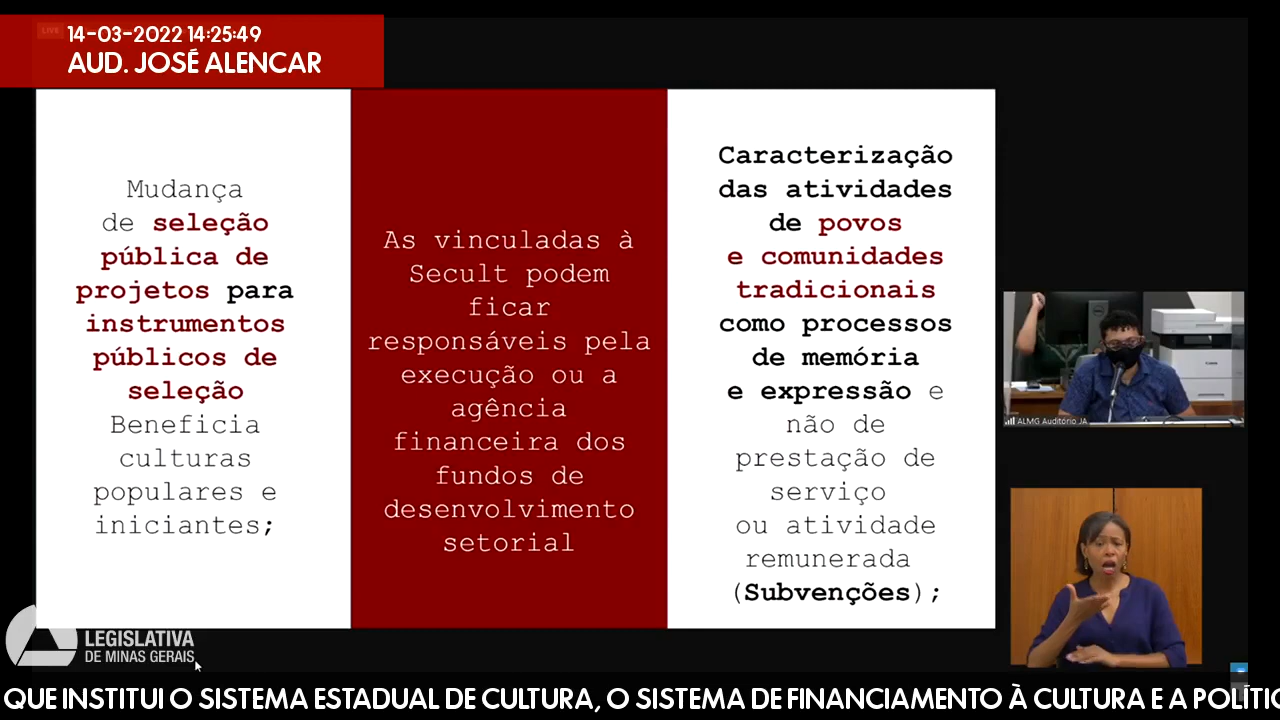 LIVE
14-03-2022 14:25:49
AUD. JOSÉ ALENCAR
Mudança
de seleção
pública de
projetos para
instrumentos
públicos de
seleção
Beneficia
culturas
populares e
iniciantes;
As vinculadas à
Secult podem
ficar
responsáveis pela
execução ou a
agência
financeira dos
fundos de
desenvolvimento
setorial
Caracterização
das atividades
de povos
e comunidades
tradicionais
como processos
de memória
e expressão e
não de
prestação de
serviço
ou atividade
remunerada
(Subvenções);
ALMG Auditório JA
LEGISLATIVA
DE MINAS GERAIS
QUE INSTITUI O SISTEMA ESTADUAL DE CULTURA, O SISTEMA DE FINANCIAMENTO À CULTURA E A POLÍTIC